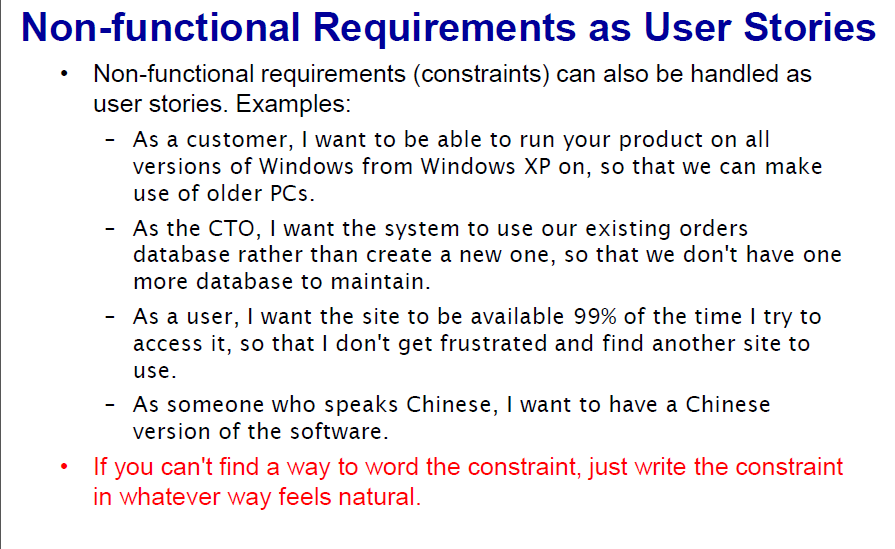 Non-functional Requirements as User Stories
• Non-functional requirements (constraints) can also be handled as
user stories. Examples:
– As a customer, I want to be able to run your product on all
versions of Windows from Windows XP on, so that we can make
use of older PCs.
– As the CTO, I want the system to use our existing orders
database rather than create a new one, so that we don't have one
more database to maintain.
– As a user, I want the site to be available 99% of the time I try to
access it, so that I don't get frustrated and find another site to
use.
– As someone who speaks Chinese, I want to have a Chinese
version of the software.
• If you can't find a way to word the constraint, just write the constraint
in whatever way feels natural.